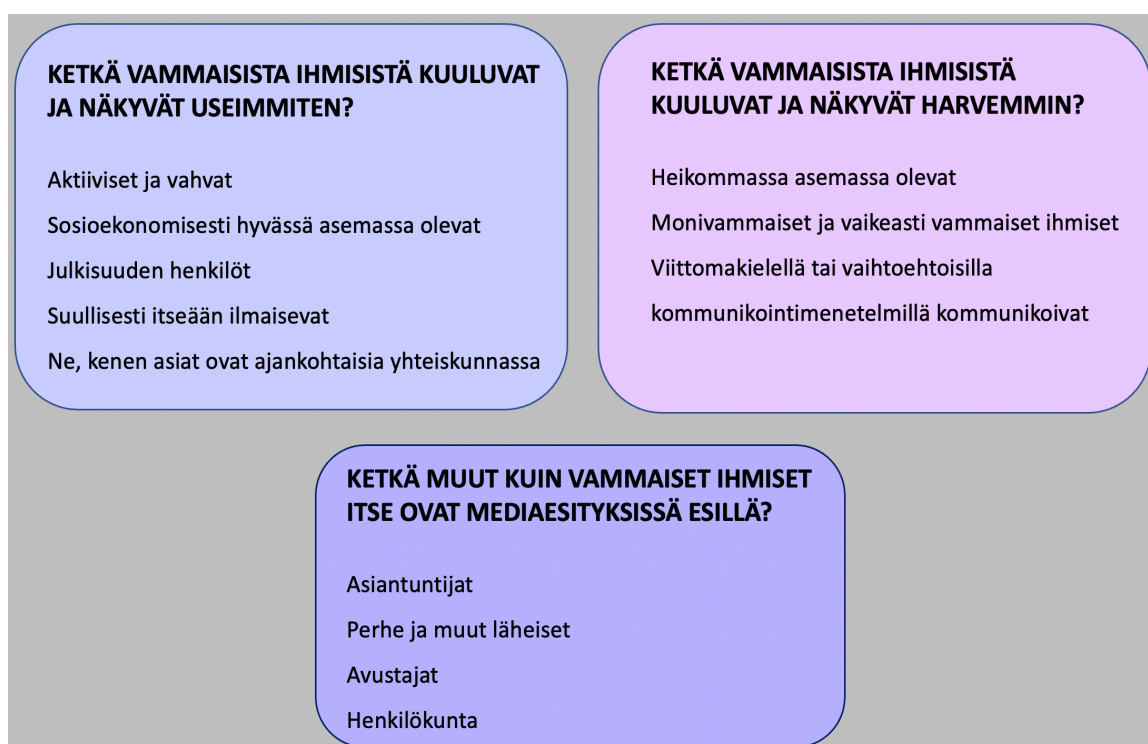 KETKÄ VAMMAISISTA IHMISISTÄ KUULUVAT
JA NÄKYVÄT USEIMMITEN?
Aktiiviset ja vahvat
Sosioekonomisesti hyvässä asemassa olevat
Julkisuuden henkilöt
Suullisesti itseään ilmaisevat
Ne, kenen asiat ovat ajankohtaisia yhteiskunnassa
KETKÄ VAMMAISISTA IHMISISTÄ
KUULUVAT JA NÄKYVÄT HARVEMMIN?
Heikommassa asemassa olevat
Monivammaiset ja vaikeasti vammaiset ihmiset
Viittomakielellä tai vaihtoehtoisilla
kommunikointimenetelmillä kommunikoivat
KETKÄ MUUT KUIN VAMMAISET IHMISET
ITSE OVAT MEDIAESITYKSISSÄ ESILLÄ?
Asiantuntijat
Perhe ja muut läheiset
Avustajat
Henkilökunta